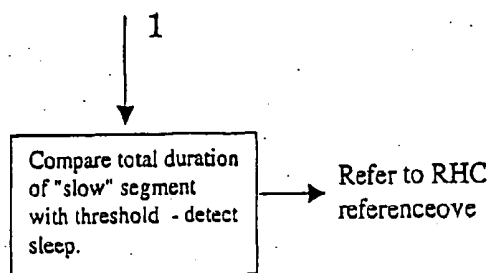 1
Compare total duration
of "slow" segment
with threshold - detect
sleep.
Refer to RHC
referenceove